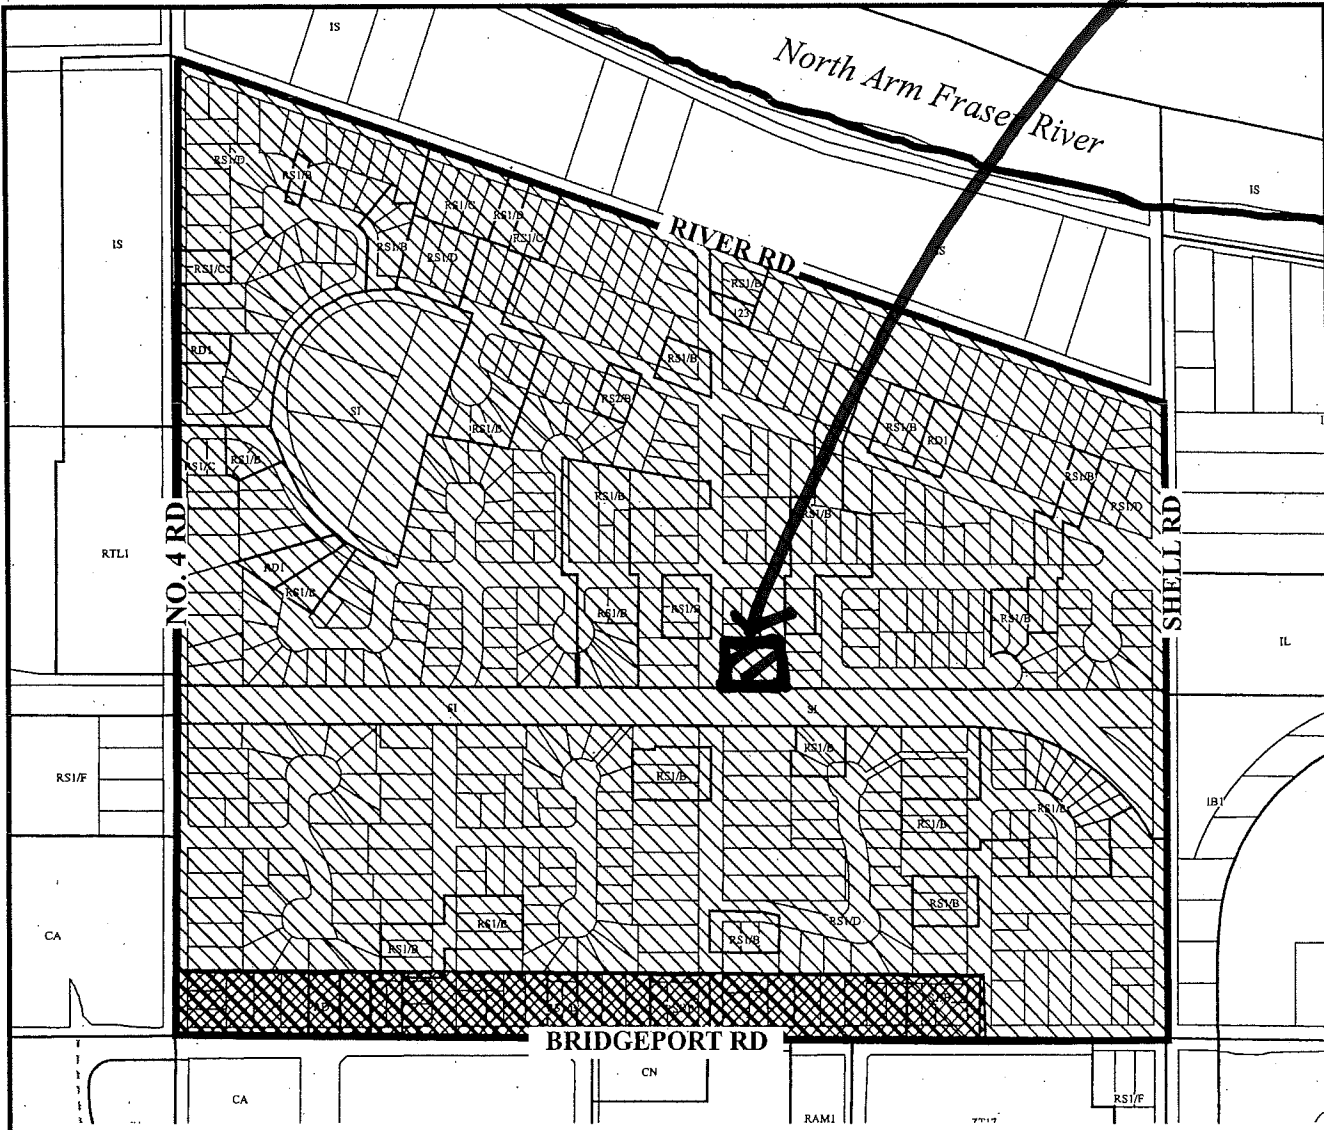 IS
North Arm Fraser River
IS
IS
IS
RS1/D
RS1/B
RS1/C
RS1/D
RS1/C
RS1/B
RS1/D
RIVER RD
RS1/C
RS1/B
123
RD1
RS1/B
RS2/B
SI
RS1/B
RS1/B
RD1
RS1/C
RS1/E
RS1/B
RS1/B
RS1/B
RS1/D
NO. 4 RD
SHELL RD
RTL1
RD1
RS1/E
RS1/B
RS1/B
RS1/B
IL
SI
SI
RS1/F
RS1/B
RS1/B
RS1/E
IB1
RS1/D
RS1/B
RS1/E
RS1/D
CA
RS1/B
RS1/B
BRIDGEPORT RD
CN
CA
RS1/F
RAM1